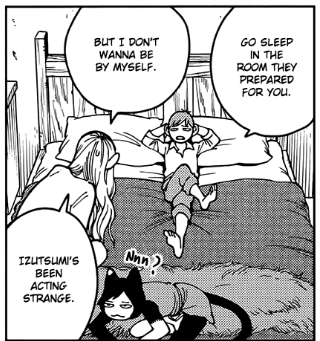 GO SLEEP
IN THE
ROOM THEY
PREPARED
FOR YOU.
BUT I DON'T
WANNA BE
BY MYSELF.
IZUTSUMI'S
BEEN
ACTING
STRANGE.
Nnn?